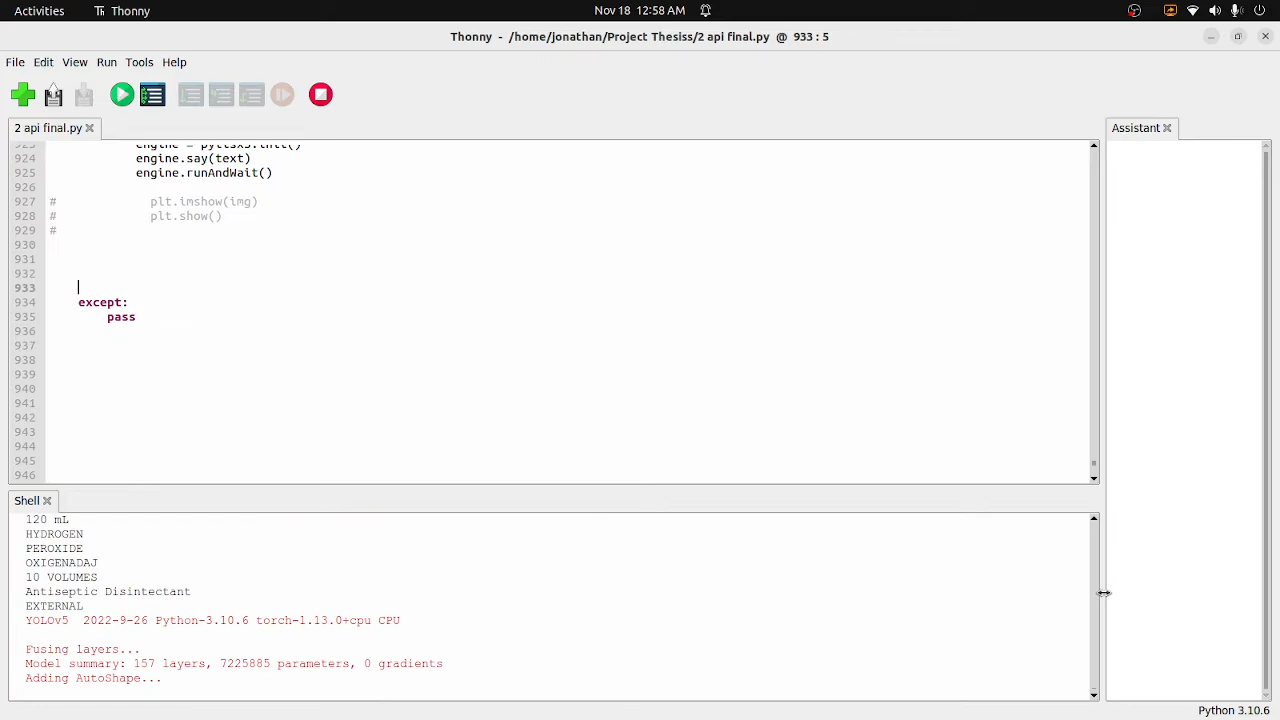 Activities
Thonny
Nov 18 12:58 AM
Thonny - /home/jonathan/Project Thesiss/2 api final.py @ 933 : 5
File Edit View Run Tools Help
2 api final.py
Assistant
923 engine = pyttsx3.init()
924 engine.say(text)
925 engine.runAndWait()
926
927 # plt.imshow(img)
928 # plt.show()
929 #
930
931
932
933
934 except:
935 pass
936
937
938
939
940
941
942
943
944
945
946
Shell
120 mL
HYDROGEN
PEROXIDE
OXIGENADAJ
10 VOLUMES
Antiseptic Disintectant
EXTERNAL
YOLOv5 2022-9-26 Python-3.10.6 torch-1.13.0+cpu CPU
Fusing layers...
Model summary: 157 layers, 7225885 parameters, 0 gradients
Adding AutoShape...
Python 3.10.6